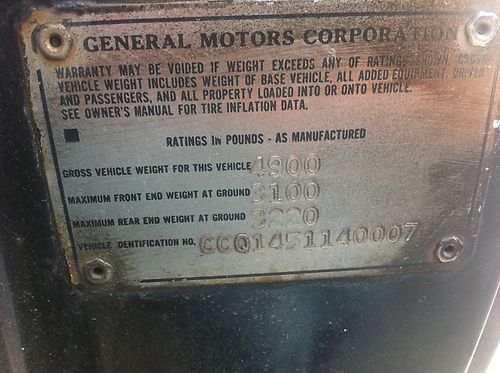 GENERAL MOTORS CORPORATION
WARRANTY MAY BE VOIDED IF WEIGHT EXCEEDS ANY OF RATINGS SHOWN. GROSS
VEHICLE WEIGHT INCLUDES WEIGHT OF BASE VEHICLE, ALL ADDED EQUIPMENT, DRIVER
AND PASSENGERS, AND ALL PROPERTY LOADED INTO OR ONTO VEHICLE.
SEE OWNER'S MANUAL FOR TIRE INFLATION DATA.
RATINGS IN POUNDS - AS MANUFACTURED
GROSS VEHICLE WEIGHT FOR THIS VEHICLE 4900
MAXIMUM FRONT END WEIGHT AT GROUND 3100
MAXIMUM REAR END WEIGHT AT GROUND
VEHICLE IDENTIFICATION NO. CCQ1451140007